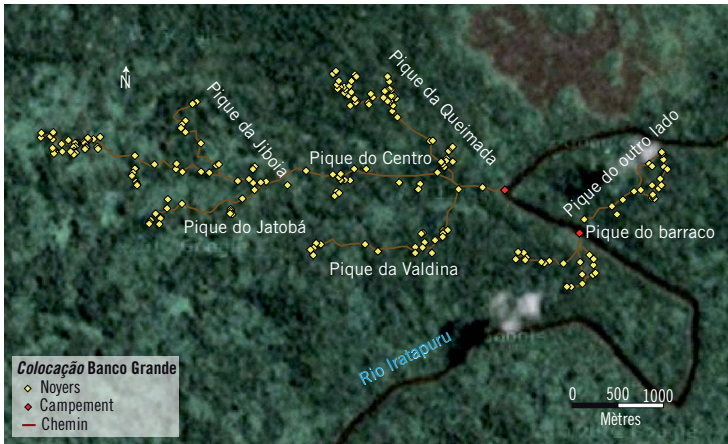 N
Pique da Jiboia
Pique da Queimada
Pique do Centro
Pique do outro lado
Pique do Jatobá
Pique do barraco
Pique da Valdina
Rio Iratapuru
Colocação Banco Grande
Noyers
Campement
Chemin
0 500 1000
Mètres